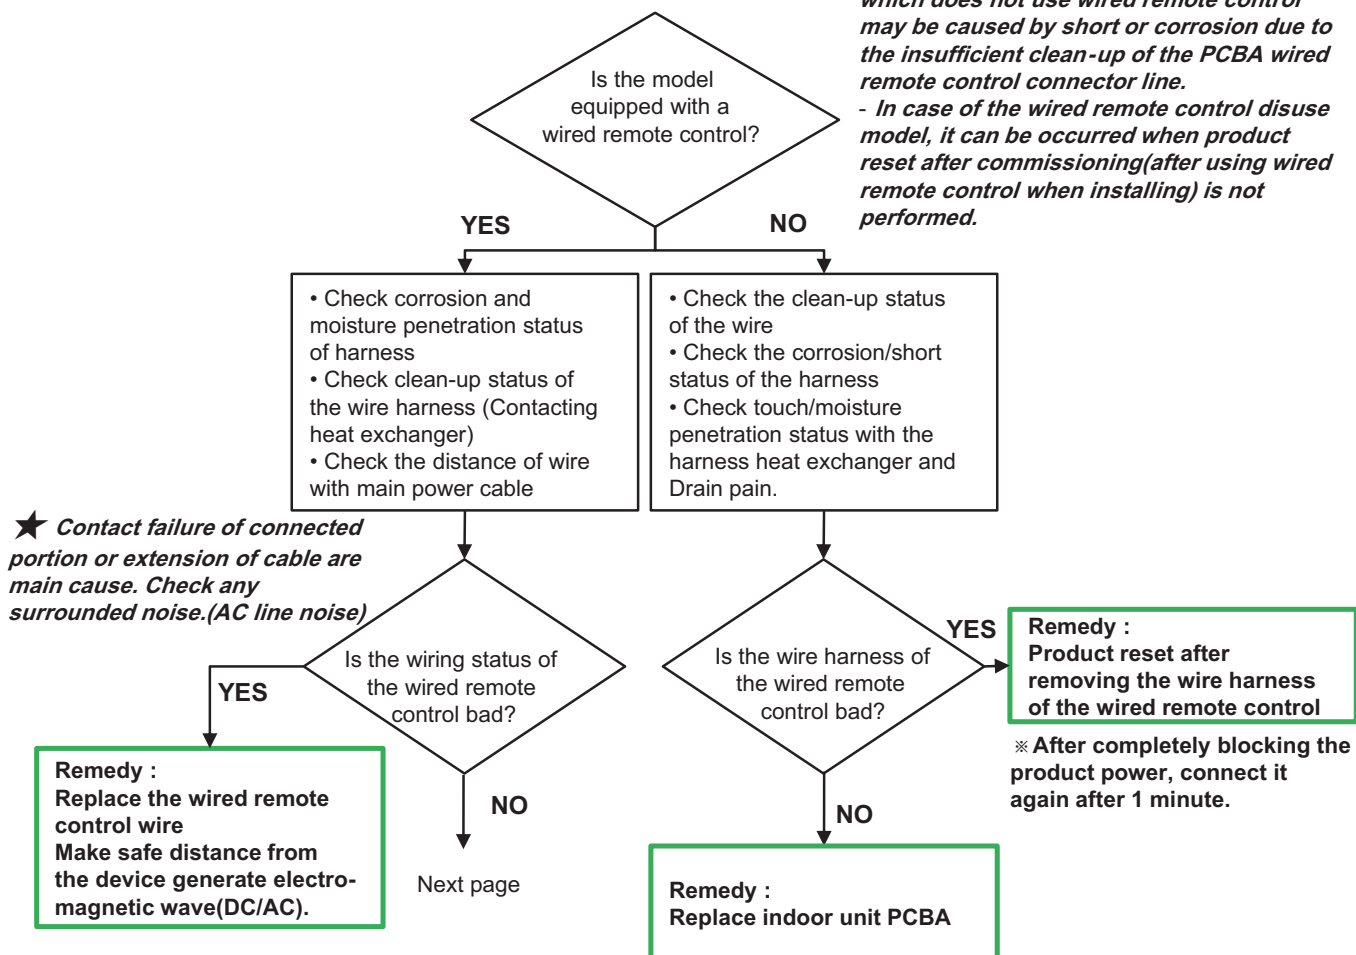 which does not use wired remote control
may be caused by short or corrosion due to
the insufficient clean-up of the PCBA wired
remote control connector line.
- In case of the wired remote control disuse
model, it can be occurred when product
reset after commissioning(after using wired
remote control when installing) is not
performed.
Is the model
equipped with a
wired remote control?
YES
NO
• Check corrosion and
moisture penetration status
of harness
• Check clean-up status of
the wire harness (Contacting
heat exchanger)
• Check the distance of wire
with main power cable
• Check the clean-up status
of the wire
• Check the corrosion/short
status of the harness
• Check touch/moisture
penetration status with the
harness heat exchanger and
Drain pain.
★ Contact failure of connected
portion or extension of cable are
main cause. Check any
surrounded noise.(AC line noise)
Is the wiring status of
the wired remote
control bad?
YES
NO
Remedy :
Replace the wired remote
control wire
Make safe distance from
the device generate electro-
magnetic wave(DC/AC).
Next page
Is the wire harness of
the wired remote
control bad?
YES
NO
Remedy :
Product reset after
removing the wire harness
of the wired remote control
※ After completely blocking the
product power, connect it
again after 1 minute.
Remedy :
Replace indoor unit PCBA